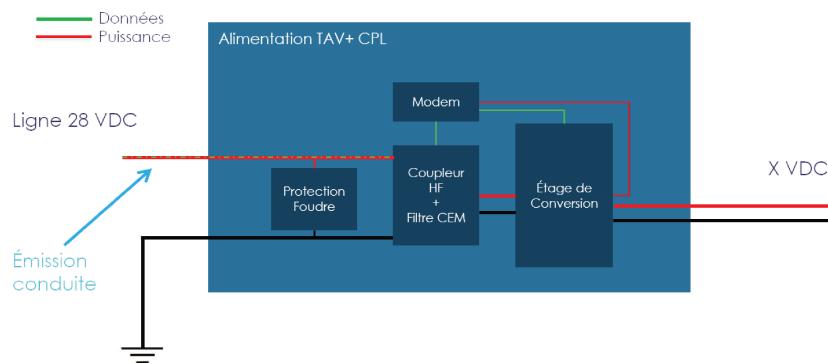 Données
Puissance
Alimentation TAV+ CPL
Modem
Ligne 28 VDC
Coupleur
HF
+
Filtre CEM
Protection
Foudre
Étage de
Conversion
X VDC
Émission
conduite